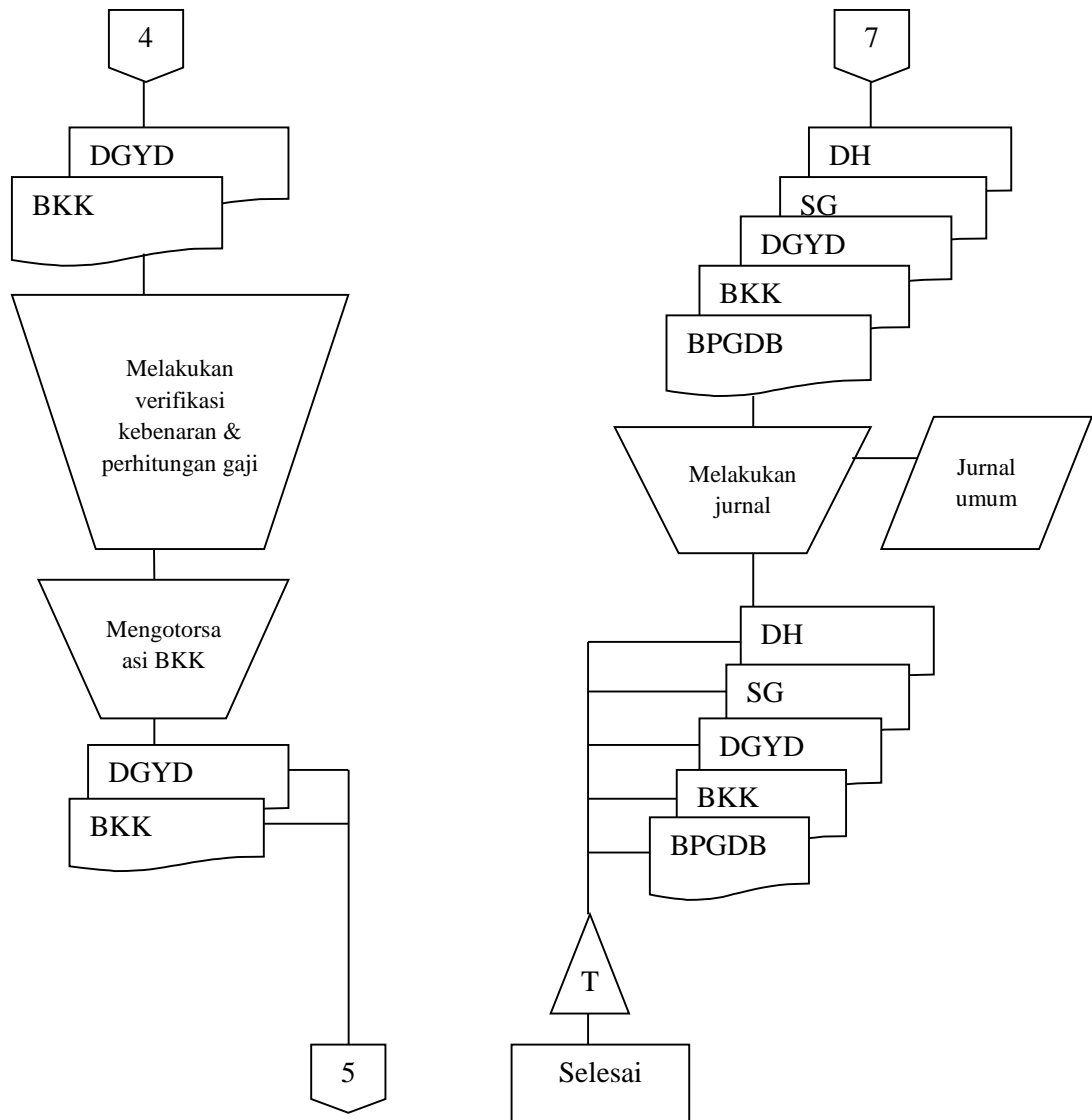 4
DGYD
BKK
Melakukan
verifikasi
kebenaran &
perhitungan gaji
Mengotorsa
asi BKK
DGYD
BKK
5
7
DH
SG
DGYD
BKK
BPGDB
Melakukan
jurnal
Jurnal
umum
DH
SG
DGYD
BKK
BPGDB
T
Selesai